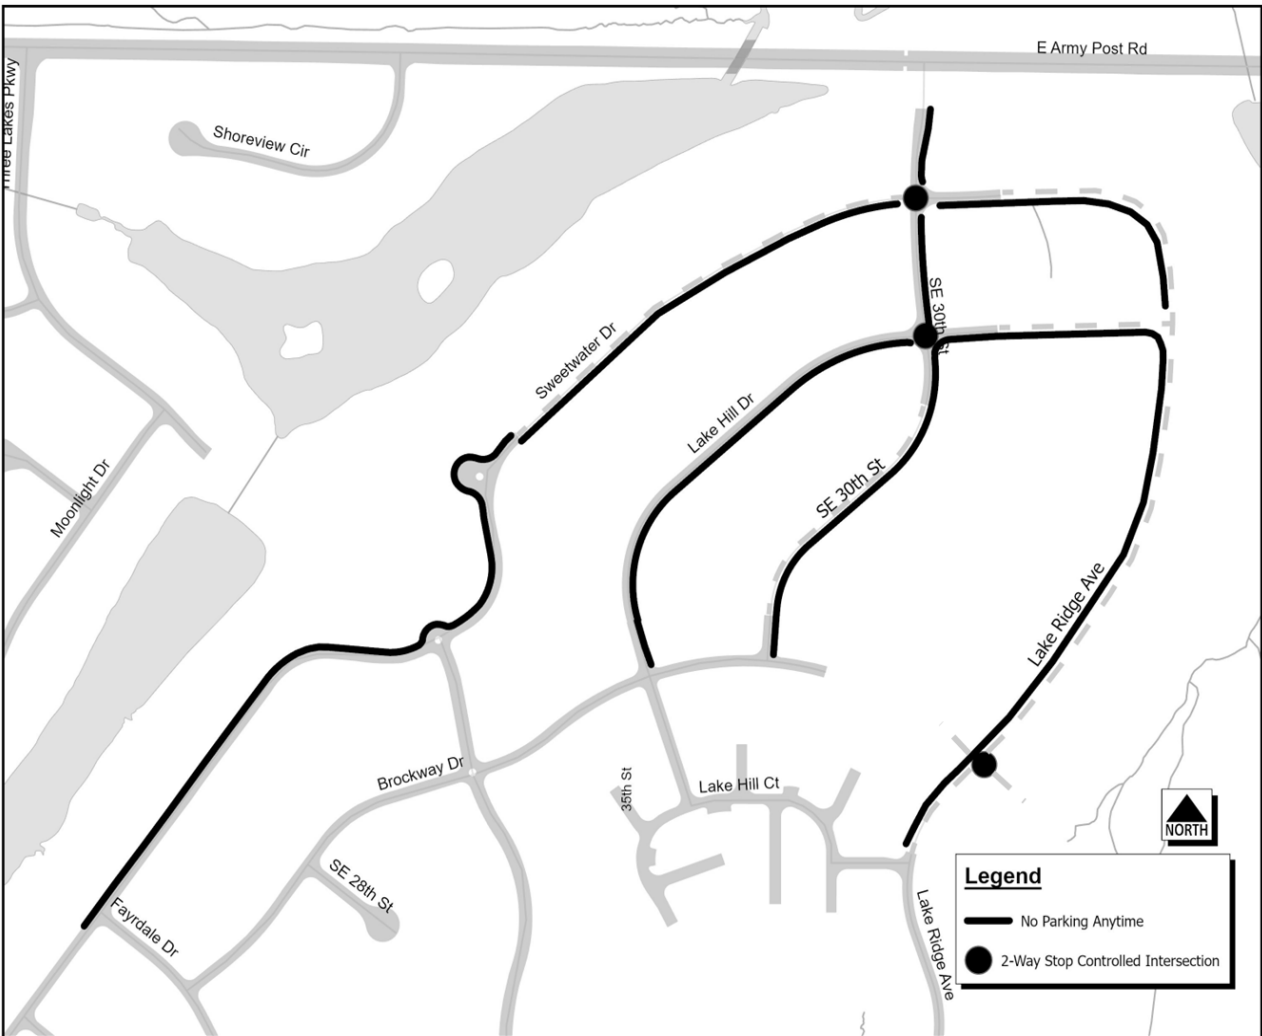 E Army Post Rd
Three Lakes Pkwy
Shoreview Cir
SE 30th St
Sweetwater Dr
Lake Hill Dr
SE 30th St
Moonlight Dr
Lake Ridge Ave
Brockway Dr
35th St
Lake Hill Ct
NORTH
SE 28th St
Fayrdale Dr
Lake Ridge Ave
Legend
No Parking Anytime
2-Way Stop Controlled Intersection